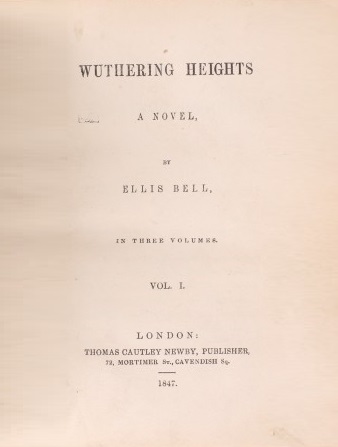 WUTHERING HEIGHTS
A NOVEL,
BY
ELLIS BELL,
IN THREE VOLUMES.
VOL. I.
LONDON:
THOMAS CAUTLEY NEWBY, PUBLISHER,
72, MORTIMER St., CAVENDISH Sq.
1847.